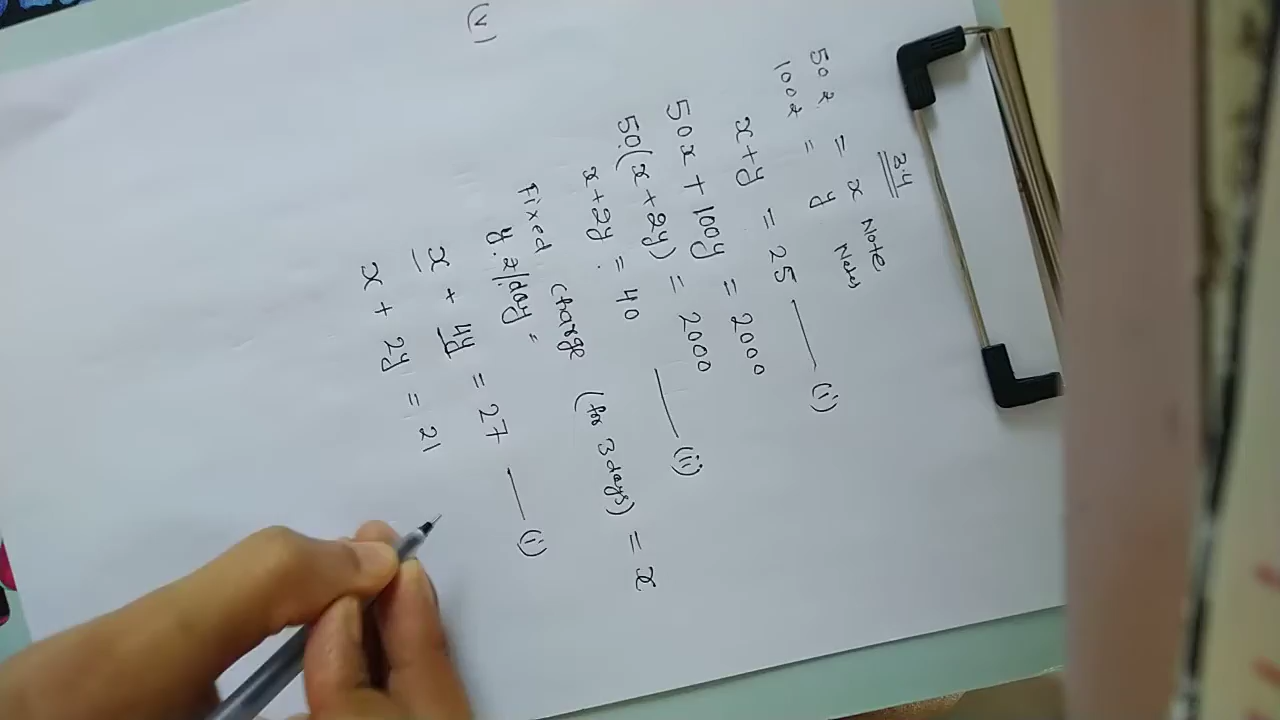 3.4
50 z = x Note
100 z = y Notes
x+y = 25 —— (i)
50x + 100y = 2000
50(x + 2y) = 2000
x+2y = 40 —— (ii)
(v) Fixed charge (for 3 days) = x
y. z/day =
x + 4y = 27 —— (i)
x + 2y = 21